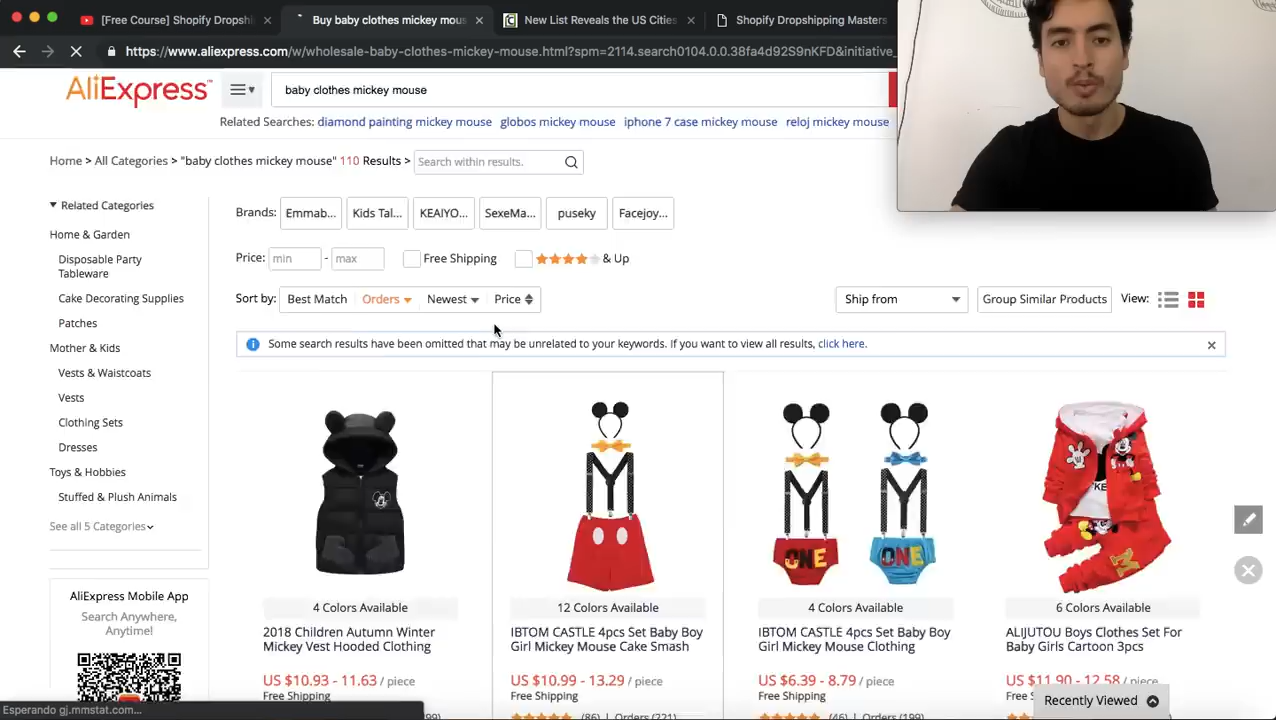 [Free Course] Shopify Dropshi
Buy baby clothes mickey mous
New List Reveals the US Cities
Shopify Dropshipping Masters
https://www.aliexpress.com/w/wholesale-baby-clothes-mickey-mouse.html?spm=2114.search0104.0.0.38fa4d92S9nKFD&initiative_
AliExpress™
baby clothes mickey mouse
Related Searches: diamond painting mickey mouse globos mickey mouse iphone 7 case mickey mouse reloj mickey mouse
Home > All Categories > "baby clothes mickey mouse" 110 Results > Search within results.
Related Categories
Home & Garden
Disposable Party
Tableware
Cake Decorating Supplies
Patches
Mother & Kids
Vests & Waistcoats
Vests
Clothing Sets
Dresses
Toys & Hobbies
Stuffed & Plush Animals
See all 5 Categories
AliExpress Mobile App
Search Anywhere,
Anytime!
Brands: Emmab... Kids Tal... KEAIYO... SexeMa... puseky Facejoy...
Price: min - max Free Shipping & Up
Sort by: Best Match Orders Newest Price Ship from Group Similar Products View:
Some search results have been omitted that may be unrelated to your keywords. If you want to view all results, click here.
ONE ONE
4 Colors Available
2018 Children Autumn Winter
Mickey Vest Hooded Clothing
US $10.93 - 11.63 / piece
Free Shipping
12 Colors Available
IBTOM CASTLE 4pcs Set Baby Boy
Girl Mickey Mouse Cake Smash
US $10.99 - 13.29 / piece
Free Shipping
(86) Orders (221)
4 Colors Available
IBTOM CASTLE 4pcs Set Baby Boy
Girl Mickey Mouse Clothing
US $6.39 - 8.79 / piece
Free Shipping
(46) Orders (199)
6 Colors Available
ALIJUTOU Boys Clothes Set For
Baby Girls Cartoon 3pcs
US $11.90 - 12.58 / piece
Recently Viewed
Esperando gj.mmstat.com...